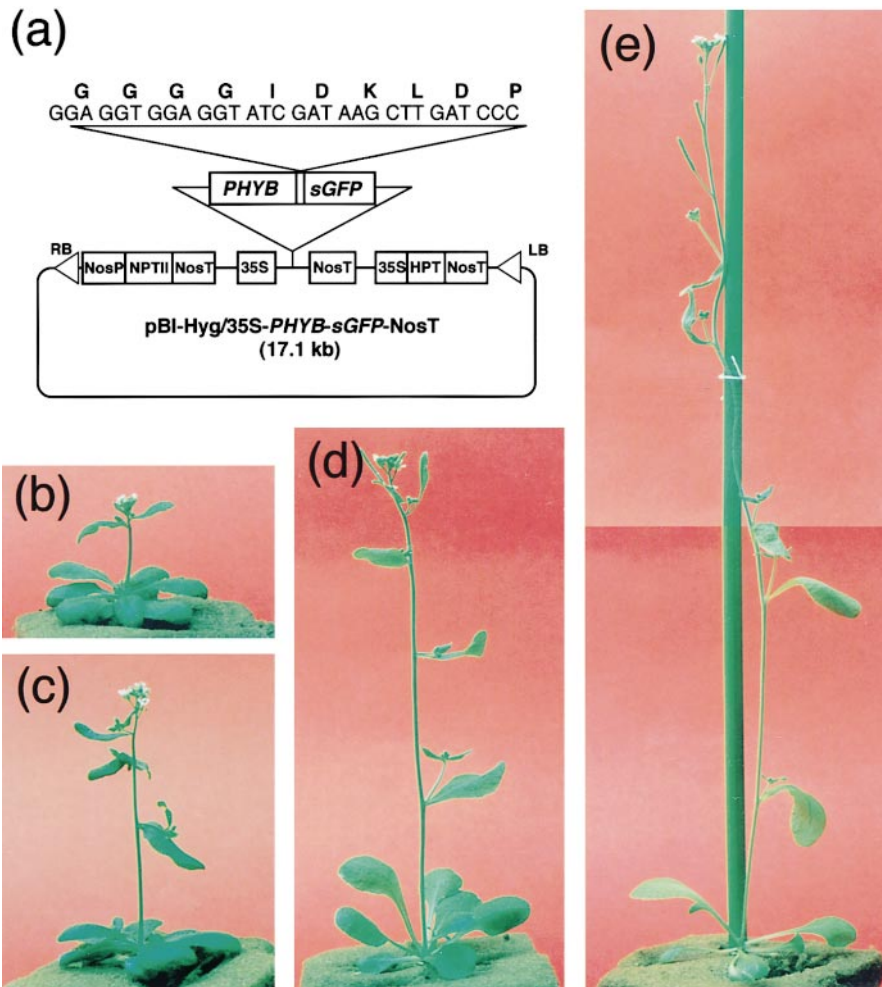 (a)
G G G G I D K L D P
GGA GGT GGA GGT ATC GAT AAG CTT GAT CCC
PHYB sGFP
RB LB
NosP NPTII NosT 35S NosT 35S HPT NosT
pBI-Hyg/35S-PHYB-sGFP-NosT
(17.1 kb)
(b)
(c)
(d)
(e)